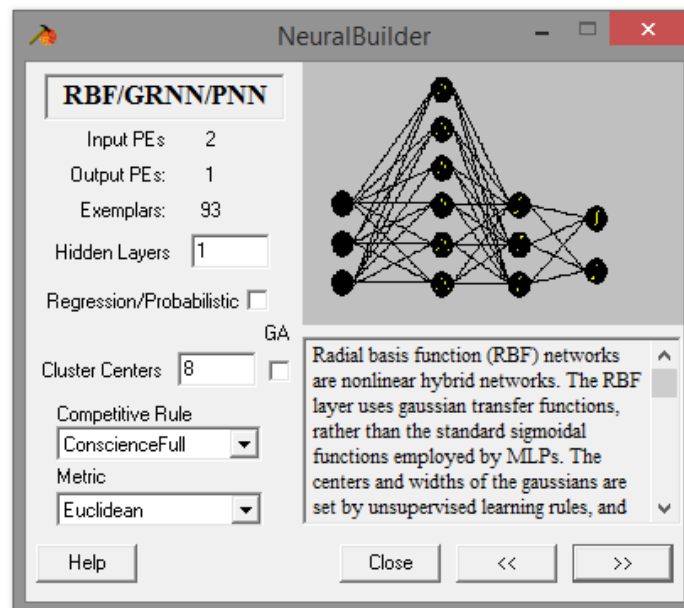 NeuralBuilder
RBF/GRNN/PNN
Input PEs 2
Output PEs: 1
Exemplars: 93
Hidden Layers 1
Regression/Probabilistic
GA
Cluster Centers 8
Competitive Rule
ConscienceFull
Metric
Euclidean
Radial basis function (RBF) networks
are nonlinear hybrid networks. The RBF
layer uses gaussian transfer functions,
rather than the standard sigmoidal
functions employed by MLPs. The
centers and widths of the gaussians are
set by unsupervised learning rules, and
Help
Close
<<
>>